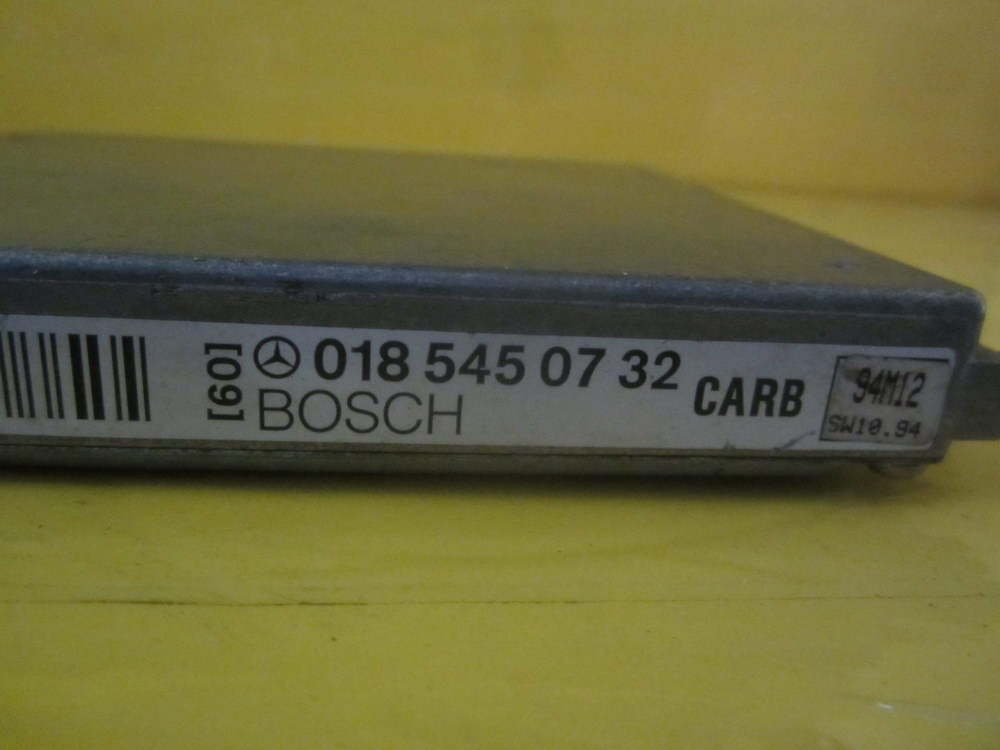 [60]
018 545 07 32
BOSCH
CARB
94M12
SW10.94